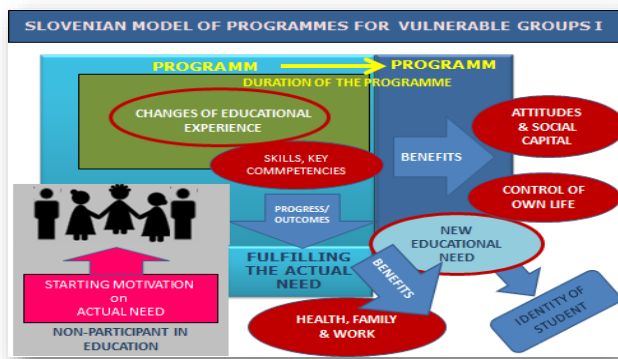 SLOVENIAN MODEL OF PROGRAMMES FOR VULNERABLE GROUPS I
PROGRAMM
PROGRAMM
DURATION OF THE PROGRAMME
CHANGES OF EDUCATIONAL
EXPERIENCE
SKILLS, KEY
COMMPETENCIES
BENEFITS
ATTITUDES
& SOCIAL
CAPITAL
CONTROL OF
OWN LIFE
PROGRESS/
OUTCOMES
NEW
EDUCATIONAL
NEED
FULFILLING
THE ACTUAL
NEED
BENEFITS
IDENTITY OF
STUDENT
HEALTH, FAMILY
& WORK
STARTING MOTIVATION
on
ACTUAL NEED
NON-PARTICIPANT IN
EDUCATION